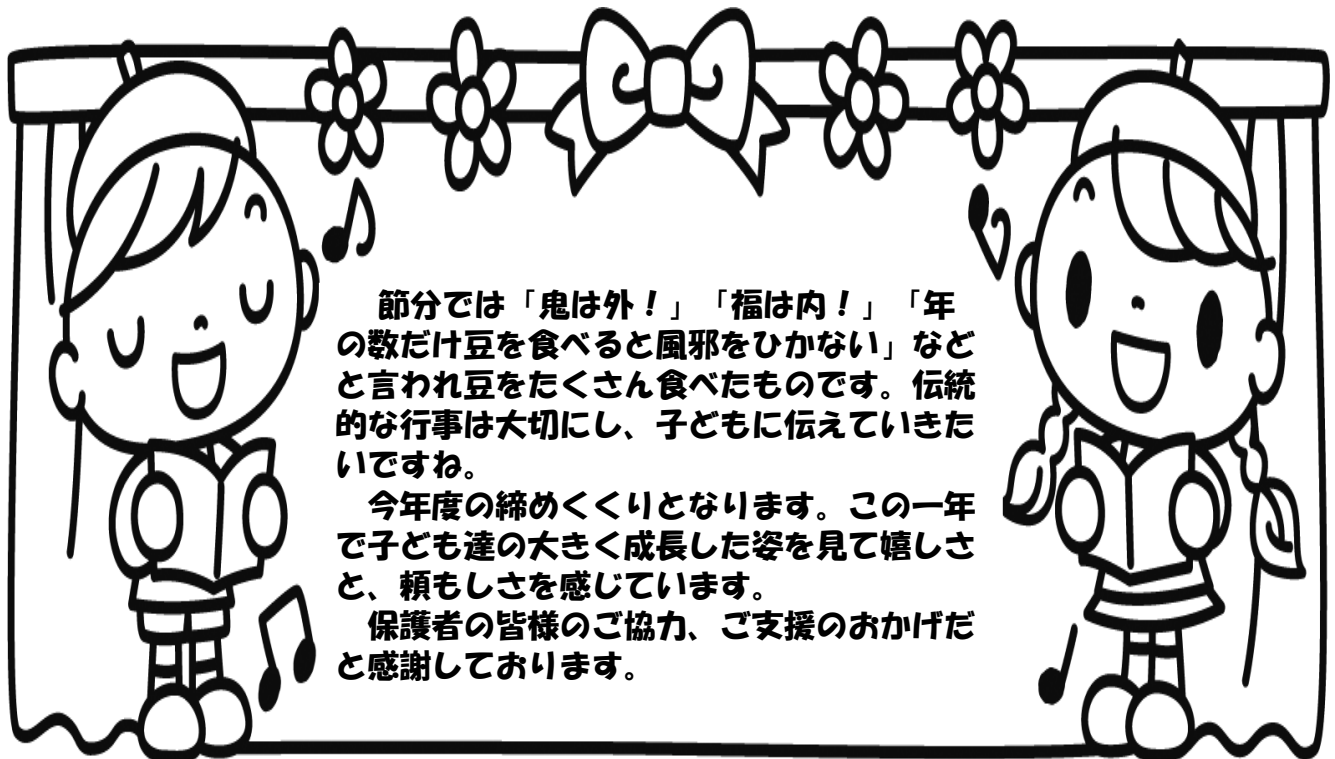 節分では「鬼は外！」「福は内！」「年
の数だけ豆を食べると風邪をひかない」など
と言われ豆をたくさん食べたものです。伝統
的な行事は大切にし、子どもに伝えていきた
いですね。
今年度の締めくくりとなります。この一年
で子ども達の大きく成長した姿を見て嬉しさ
と、頼もしさを感じています。
保護者の皆様のご協力、ご支援のおかげだ
と感謝しております。